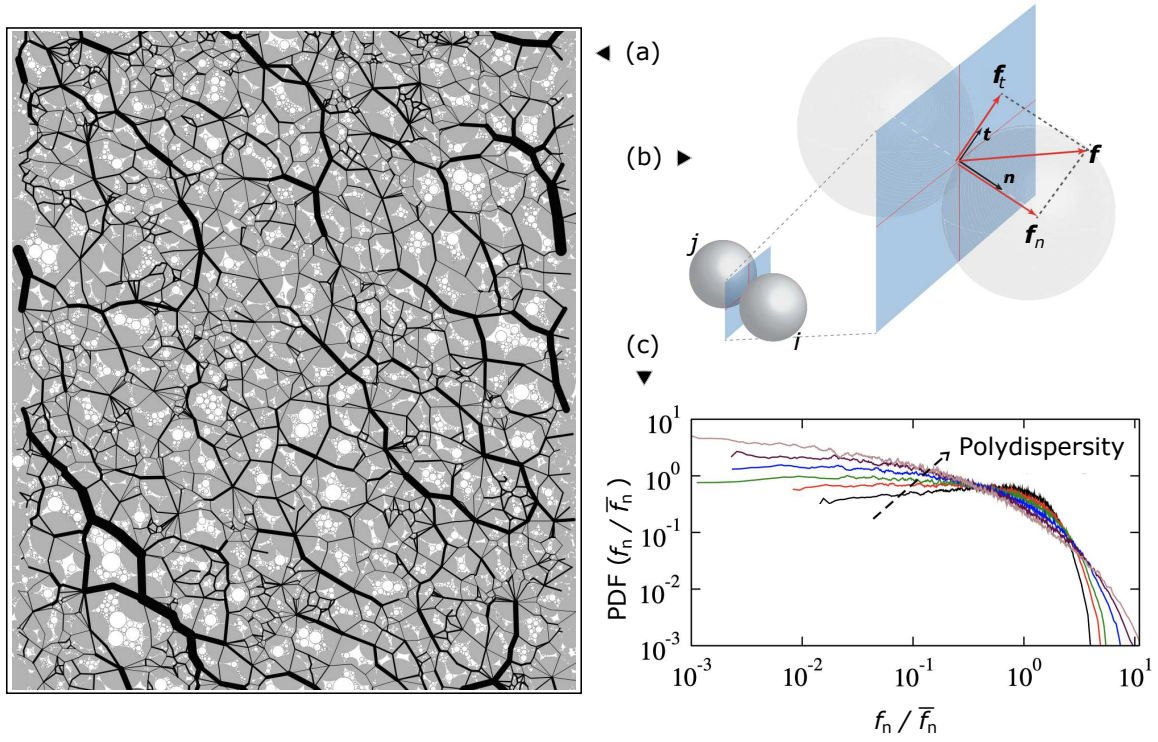 (a)
(b)
f_t
t
f
n
f_n
j
i
(c)
Polydispersity
PDF (f_n / f̅_n)
10^1
10^0
10^-1
10^-2
10^-3
10^-3 10^-2 10^-1 10^0 10^1
f_n / f̅_n